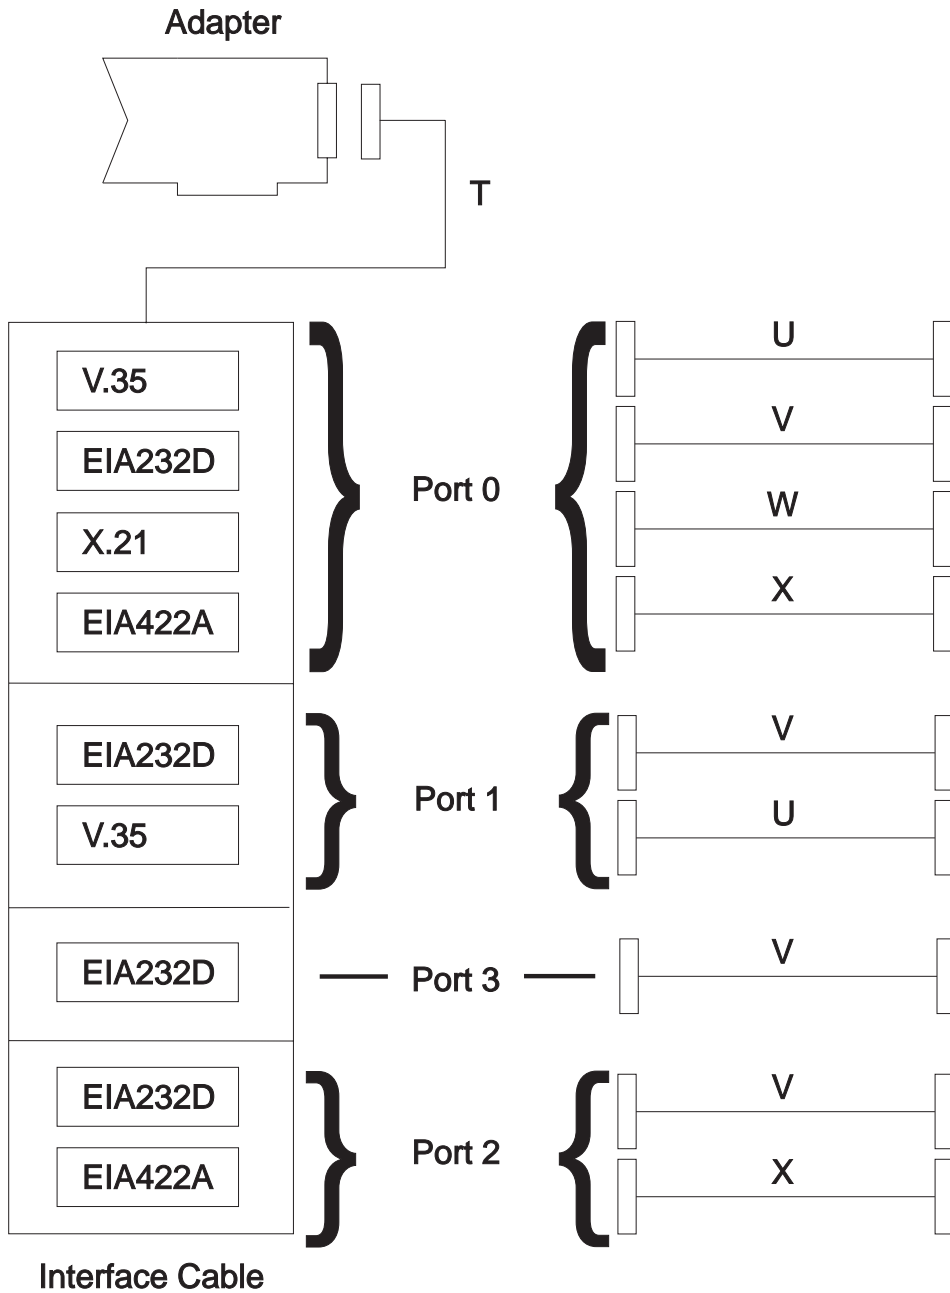 Adapter
T
V.35
EIA232D
X.21
EIA422A
Port 0
U
V
W
X
EIA232D
V.35
Port 1
V
U
EIA232D
Port 3
V
EIA232D
EIA422A
Port 2
V
X
Interface Cable